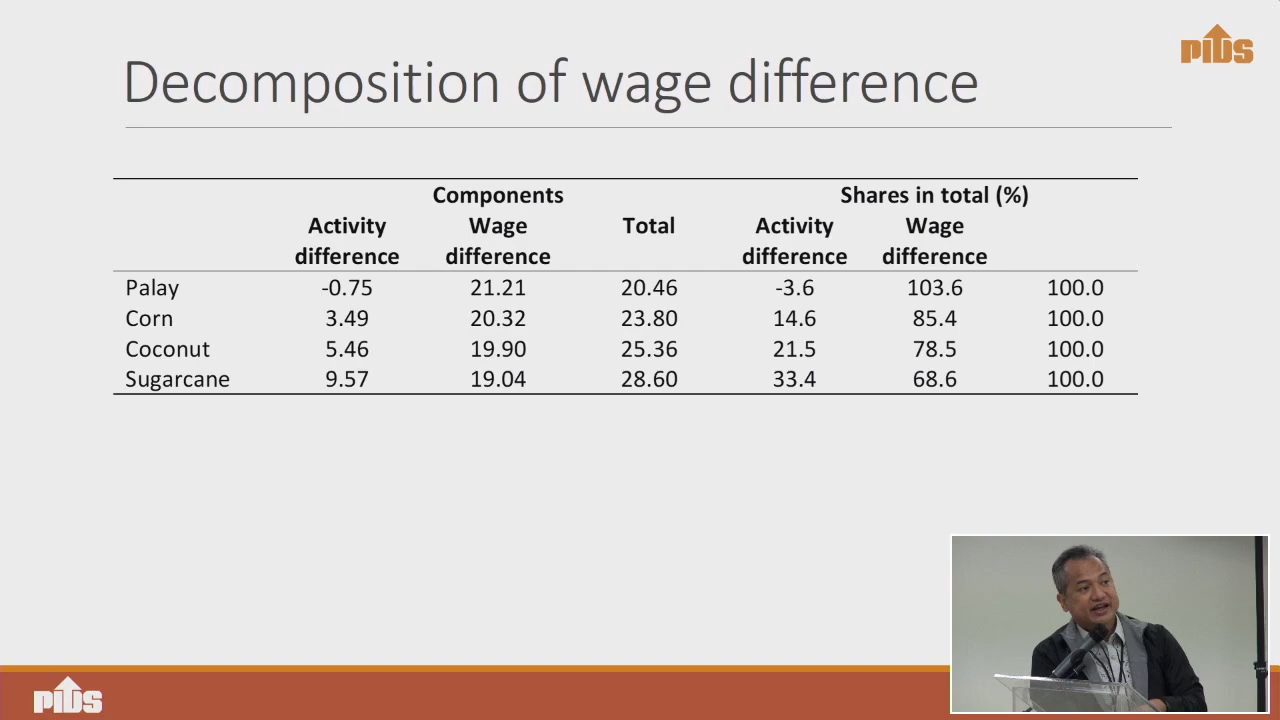 PIDS
Decomposition of wage difference
Components Shares in total (%)
Activity Wage Total Activity Wage
difference difference difference difference
Palay -0.75 21.21 20.46 -3.6 103.6 100.0
Corn 3.49 20.32 23.80 14.6 85.4 100.0
Coconut 5.46 19.90 25.36 21.5 78.5 100.0
Sugarcane 9.57 19.04 28.60 33.4 68.6 100.0
PIDS